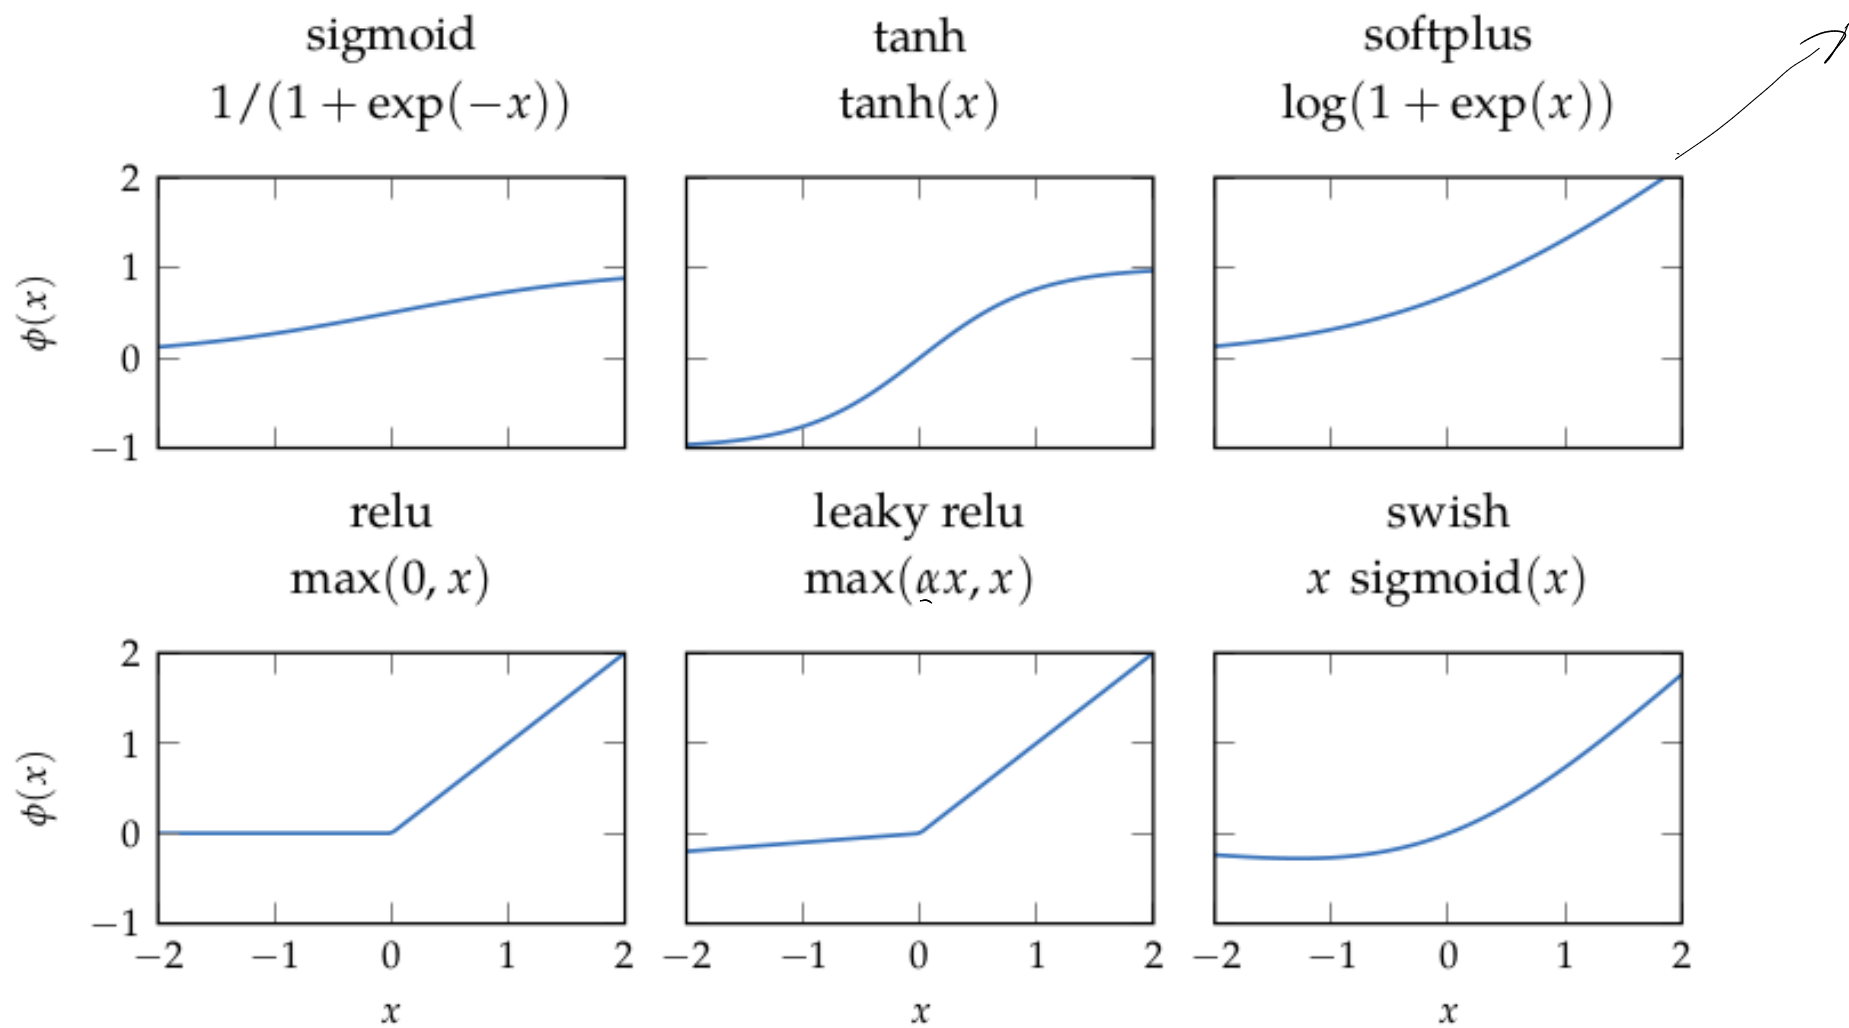 sigmoid
1/(1 + exp(−x))
tanh
tanh(x)
softplus
log(1 + exp(x))
2
1
0
−1
ϕ(x)
relu
max(0, x)
leaky relu
max(αx, x)
swish
x sigmoid(x)
2
1
0
−1
ϕ(x)
−2 −1 0 1 2
−2 −1 0 1 2
−2 −1 0 1 2
x
x
x